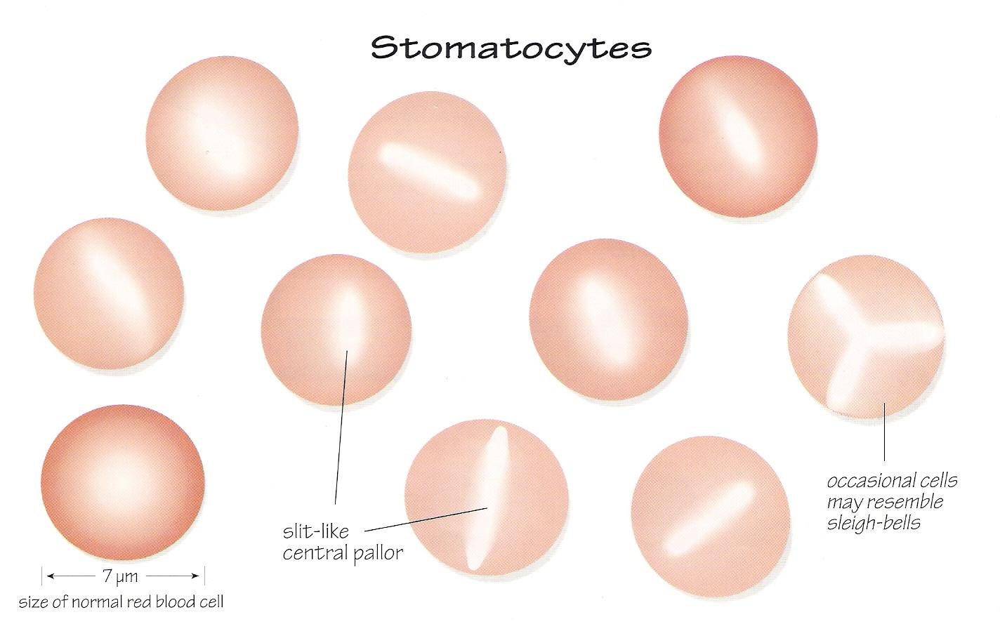 Stomatocytes
slit-like
central pallor
occasional cells
may resemble
sleigh-bells
7 µm
size of normal red blood cell